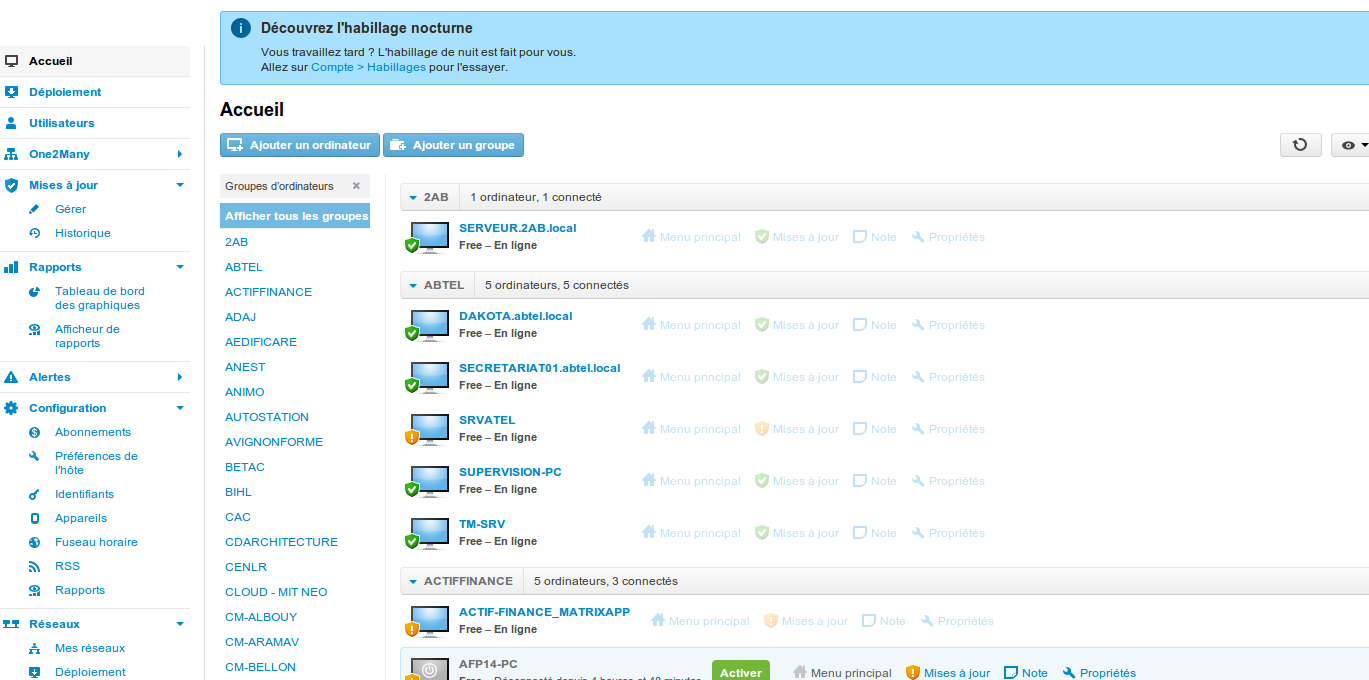 Découvrez l'habillage nocturne
Vous travaillez tard ? L'habillage de nuit est fait pour vous.
Allez sur Compte > Habillages pour l'essayer.
Accueil
Déploiement
Utilisateurs
One2Many
Mises à jour
Gérer
Historique
Rapports
Tableau de bord
des graphiques
Afficheur de
rapports
Alertes
Configuration
Abonnements
Préférences de
l'hôte
Identifiants
Appareils
Fuseau horaire
RSS
Rapports
Réseaux
Mes réseaux
Déploiement
Accueil
Ajouter un ordinateur
Ajouter un groupe
Groupes d'ordinateurs ×
Afficher tous les groupes
2AB
ABTEL
ACTIFFINANCE
ADAJ
AEDIFICARE
ANEST
ANIMO
AUTOSTATION
AVIGNONFORME
BETAC
BIHL
CAC
CDARCHITECTURE
CENLR
CLOUD - MIT NEO
CM-ALBOUY
CM-ARAMAV
CM-BELLON
2AB 1 ordinateur, 1 connecté
SERVEUR.2AB.local
Free – En ligne
Menu principal Mises à jour Note Propriétés
ABTEL 5 ordinateurs, 5 connectés
DAKOTA.abtel.local
Free – En ligne
Menu principal Mises à jour Note Propriétés
SECRETARIAT01.abtel.local
Free – En ligne
Menu principal Mises à jour Note Propriétés
SRVATEL
Free – En ligne
Menu principal Mises à jour Note Propriétés
SUPERVISION-PC
Free – En ligne
Menu principal Mises à jour Note Propriétés
TM-SRV
Free – En ligne
Menu principal Mises à jour Note Propriétés
ACTIFFINANCE 5 ordinateurs, 3 connectés
ACTIF-FINANCE_MATRIXAPP
Free – En ligne
Menu principal Mises à jour Note Propriétés
AFP14-PC
Free – Déconnecté depuis 4 heures et 48 minutes
Activer
Menu principal Mises à jour Note Propriétés